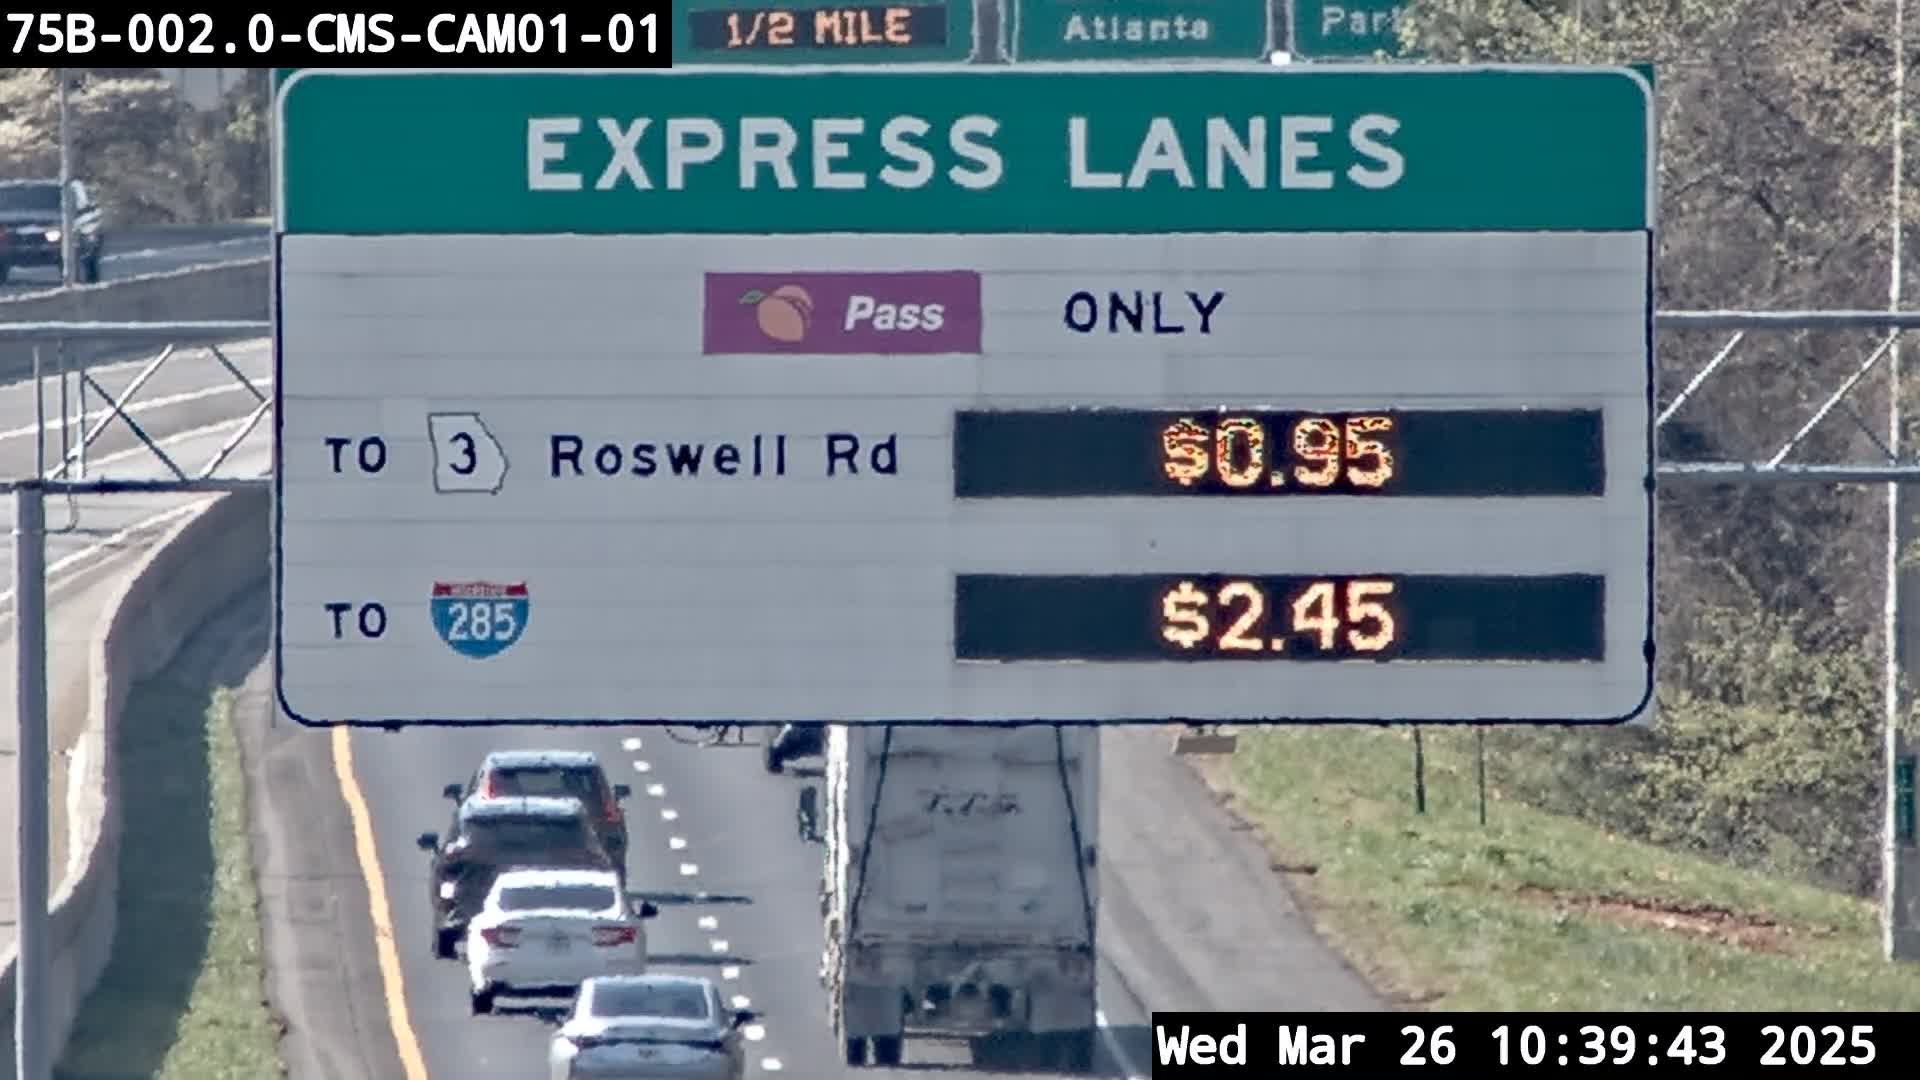 75B-002.0-CMS-CAM01-01
1/2 MILE
Atlanta
Park
EXPRESS LANES
Pass ONLY
TO 3 Roswell Rd $0.95
TO 285 $2.45
Wed Mar 26 10:39:43 2025